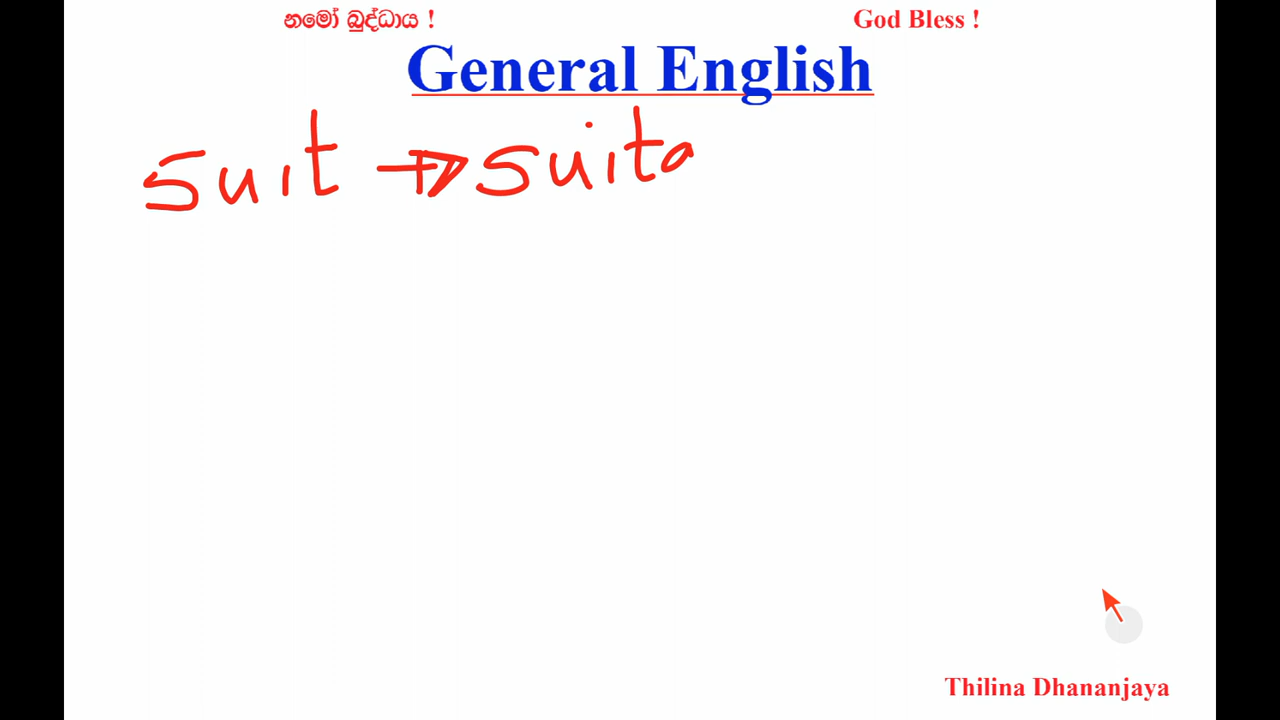 නමෝ බුද්ධාය ! God Bless !
General English
suit → suita
Thilina Dhananjaya